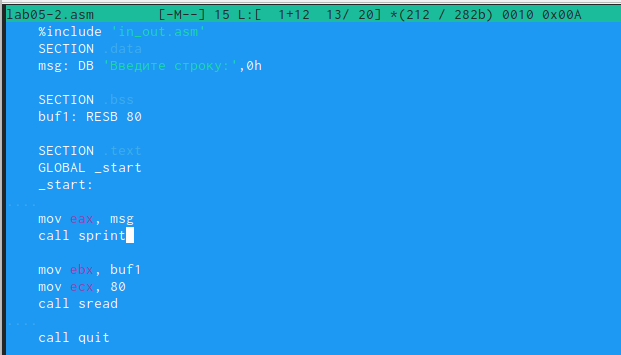 lab05-2.asm [-M--] 15 L:[ 1+12 13/ 20] *(212 / 282b) 0010 0x00A
%include 'in_out.asm'
SECTION .data
msg: DB 'Введите строку:',0h
SECTION .bss
buf1: RESB 80
SECTION .text
GLOBAL _start
_start:
mov eax, msg
call sprint
mov ebx, buf1
mov ecx, 80
call sread
call quit